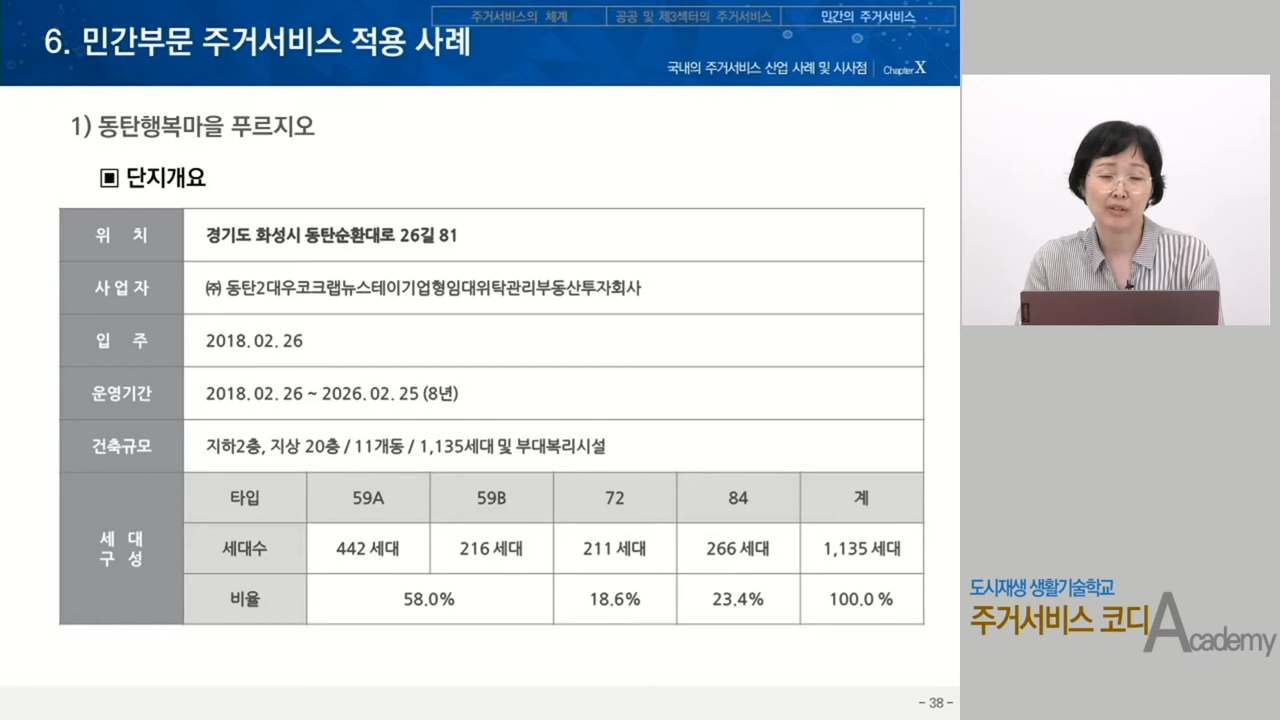 주거서비스의 체계
공공 및 제3섹터의 주거서비스
민간의 주거서비스
6. 민간부문 주거서비스 적용 사례
국내의 주거서비스 산업 사례 및 시사점 | Chapter X
1) 동탄행복마을 푸르지오
▣ 단지개요
위 치 경기도 화성시 동탄순환대로 26길 81
사 업 자 ㈜ 동탄2대우코크랩뉴스테이기업형임대위탁관리부동산투자회사
입 주 2018. 02. 26
운영기간 2018. 02. 26 ~ 2026. 02. 25 (8년)
건축규모 지하2층, 지상 20층 / 11개동 / 1,135세대 및 부대복리시설
세 대
구 성
타입 59A 59B 72 84 계
세대수 442 세대 216 세대 211 세대 266 세대 1,135 세대
비율 58.0% 18.6% 23.4% 100.0 %
도시재생 생활기술학교
주거서비스 코디 Academy
- 38 -